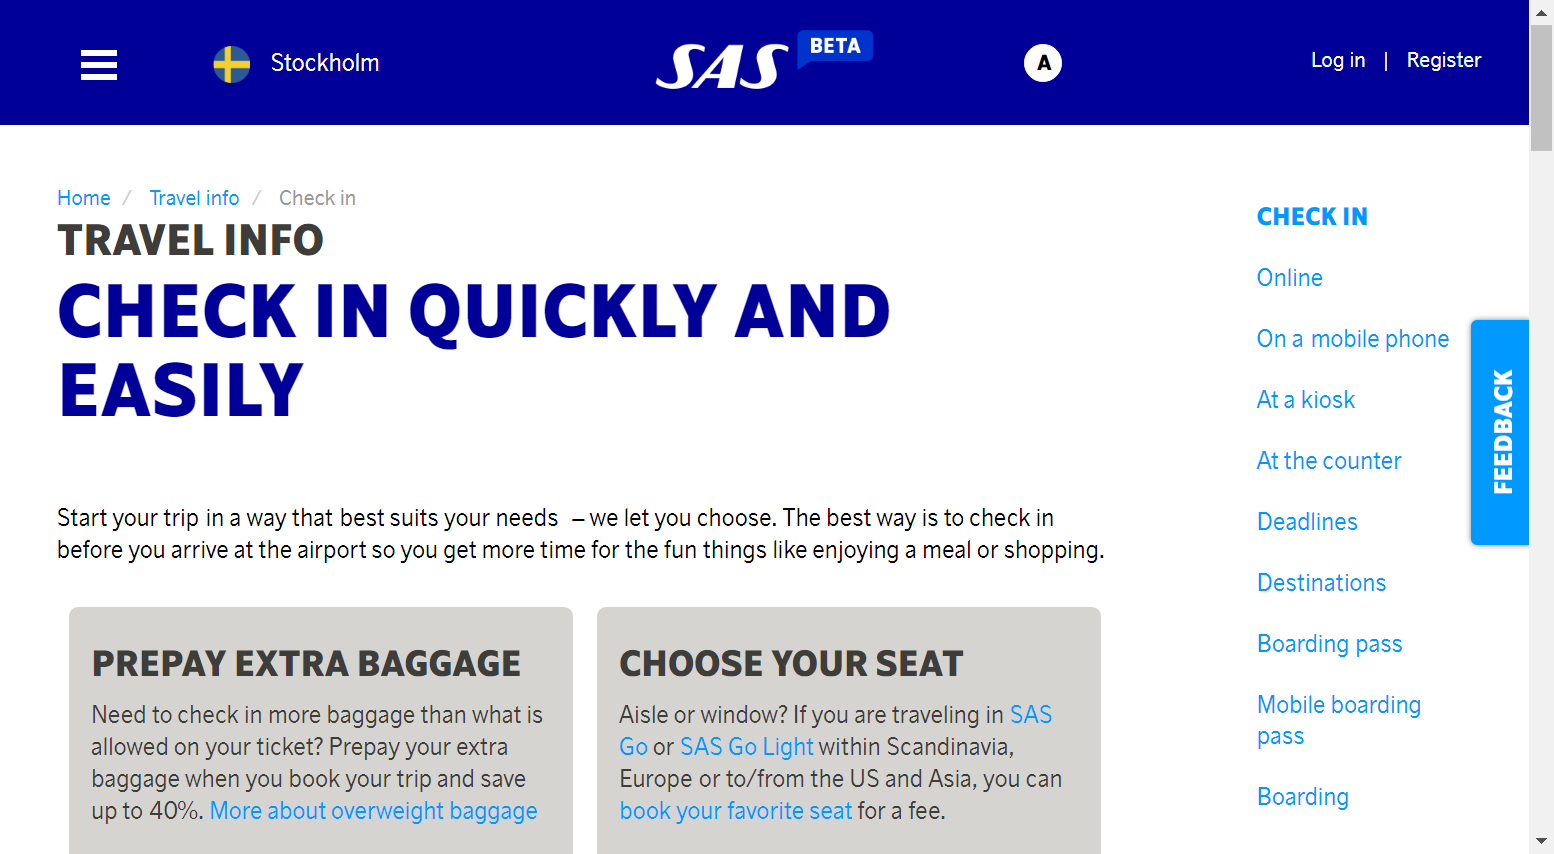 Stockholm
SAS BETA
A
Log in | Register
Home / Travel info / Check in
TRAVEL INFO
CHECK IN QUICKLY AND
EASILY
Start your trip in a way that best suits your needs – we let you choose. The best way is to check in
before you arrive at the airport so you get more time for the fun things like enjoying a meal or shopping.
PREPAY EXTRA BAGGAGE
Need to check in more baggage than what is
allowed on your ticket? Prepay your extra
baggage when you book your trip and save
up to 40%. More about overweight baggage
CHOOSE YOUR SEAT
Aisle or window? If you are traveling in SAS
Go or SAS Go Light within Scandinavia,
Europe or to/from the US and Asia, you can
book your favorite seat for a fee.
CHECK IN
Online
On a mobile phone
At a kiosk
At the counter
Deadlines
Destinations
Boarding pass
Mobile boarding
pass
Boarding
FEEDBACK